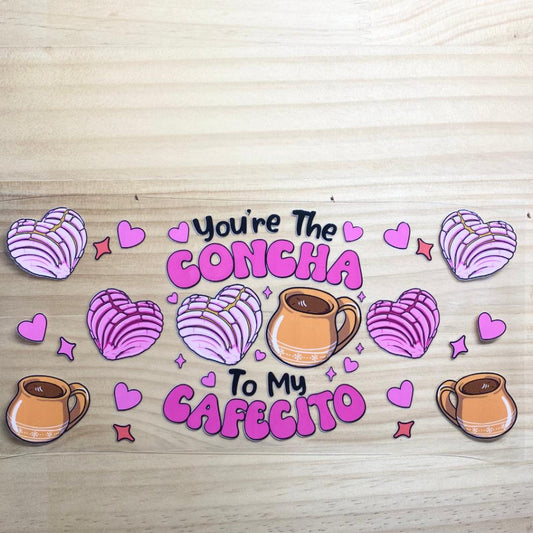 You're The
CONCHA
To My
CAFECITO